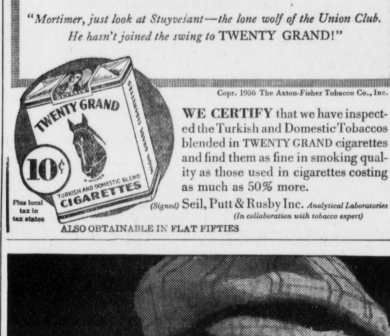 "Mortimer, just look at Stuyvesant—the lone wolf of the Union Club.
He hasn't joined the swing to TWENTY GRAND!"
Copr. 1936 The Axton-Fisher Tobacco Co., Inc.
TWENTY GRAND
10¢
TURKISH AND DOMESTIC BLEND
CIGARETTES
Plus local
tax in
tax states
WE CERTIFY that we have inspect-
ed the Turkish and Domestic Tobaccos
blended in TWENTY GRAND cigarettes
and find them as fine in smoking qual-
ity as those used in cigarettes costing
as much as 50% more.
(Signed) Seil, Putt & Rusby Inc. Analytical Laboratories
(In collaboration with tobacco expert)
ALSO OBTAINABLE IN FLAT FIFTIES